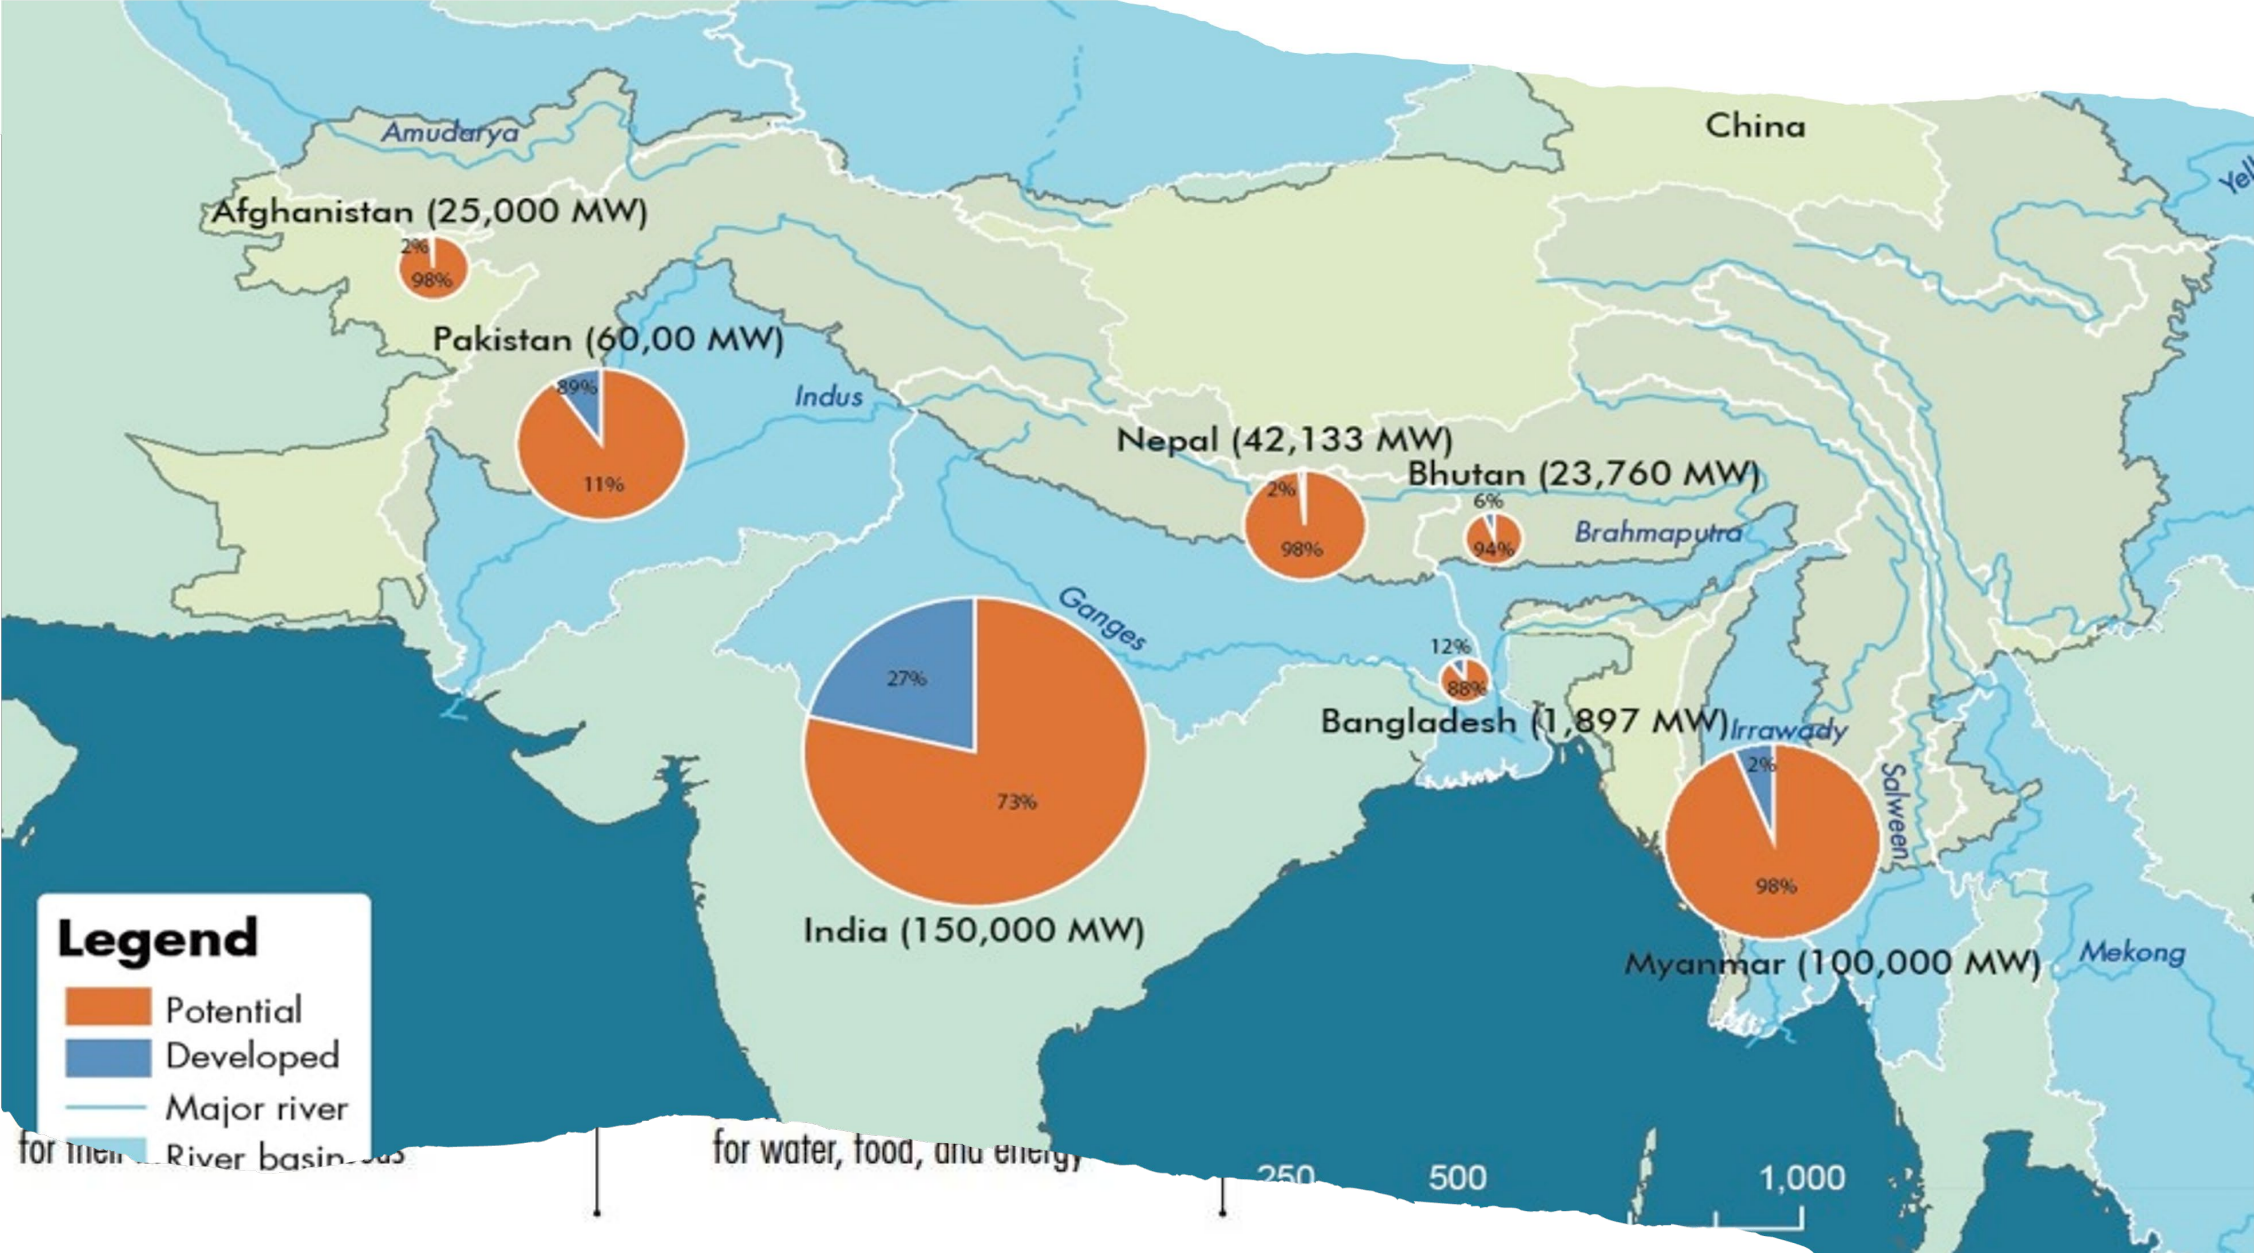 China
Amudarya
Afghanistan (25,000 MW)
2%
98%
Pakistan (60,00 MW)
89%
11%
Indus
Nepal (42,133 MW)
2%
98%
Bhutan (23,760 MW)
6%
94%
Brahmaputra
Ganges
27%
73%
India (150,000 MW)
12%
88%
Bangladesh (1,897 MW)
Irrawady
2%
98%
Salween
Myanmar (100,000 MW)
Mekong
Legend
Potential
Developed
Major river
River basin
for water, food, and energy
250 500 1,000